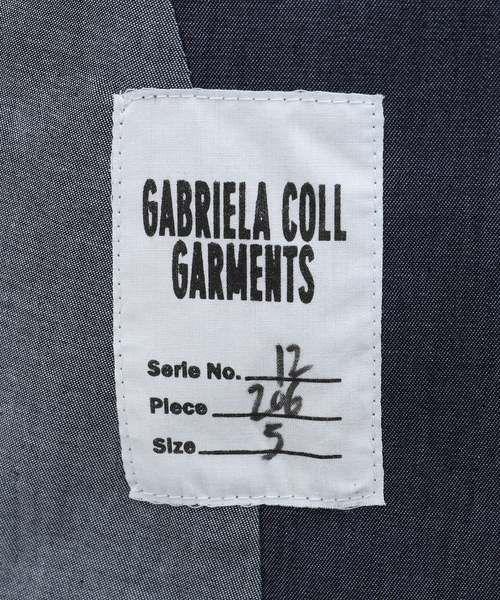 GABRIELA COLL
GARMENTS
Serie No. 12
Piece 206
Size 5